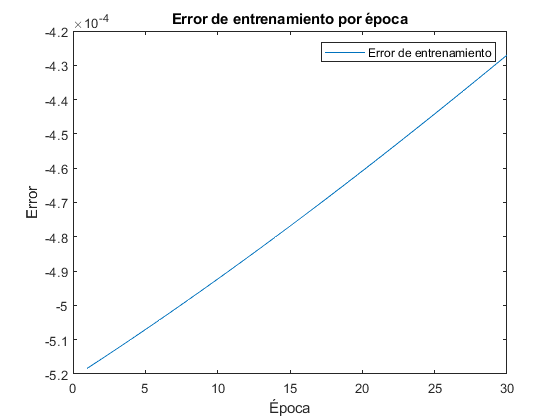 Error de entrenamiento por época
×10-4
Error de entrenamiento
-4.2
-4.3
-4.4
-4.5
-4.6
-4.7
-4.8
-4.9
-5
-5.1
-5.2
Error
0 5 10 15 20 25 30
Época